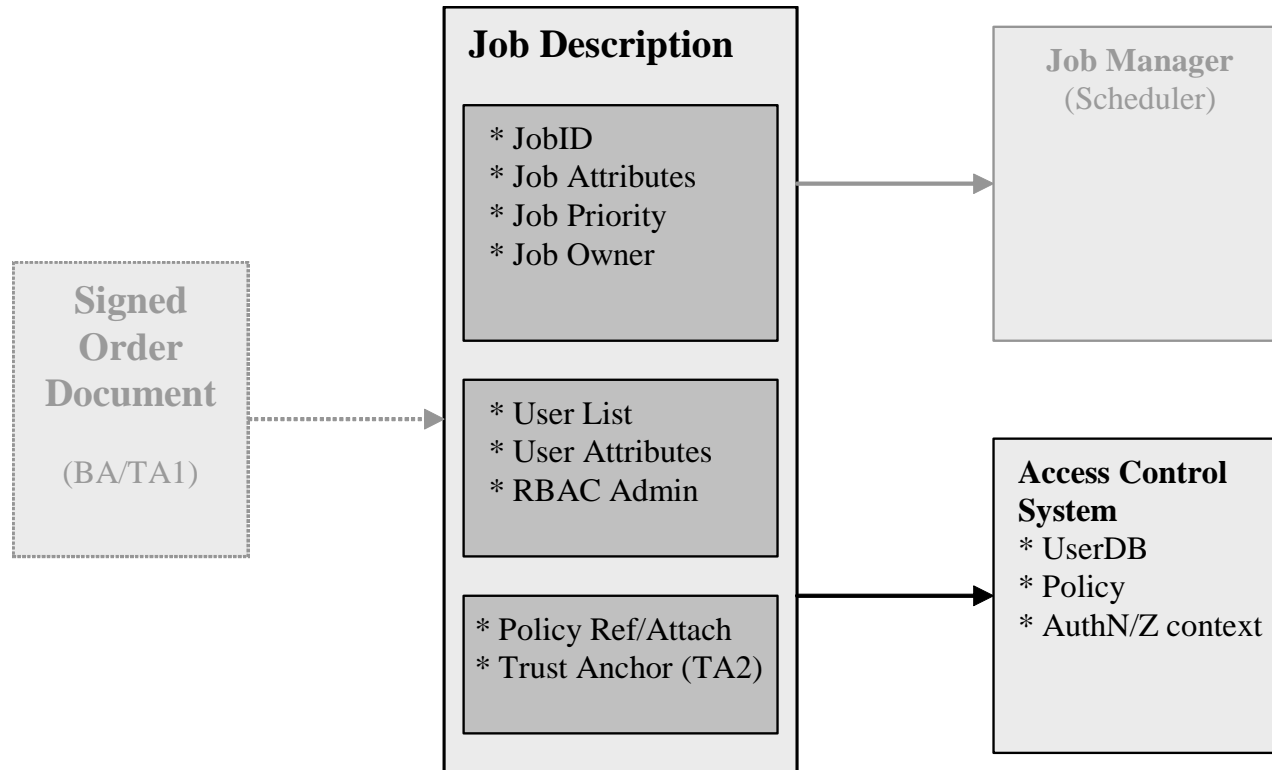 Job Description
* JobID
* Job Attributes
* Job Priority
* Job Owner
* User List
* User Attributes
* RBAC Admin
* Policy Ref/Attach
* Trust Anchor (TA2)
Signed
Order
Document
(BA/TA1)
Job Manager
(Scheduler)
Access Control
System
* UserDB
* Policy
* AuthN/Z context